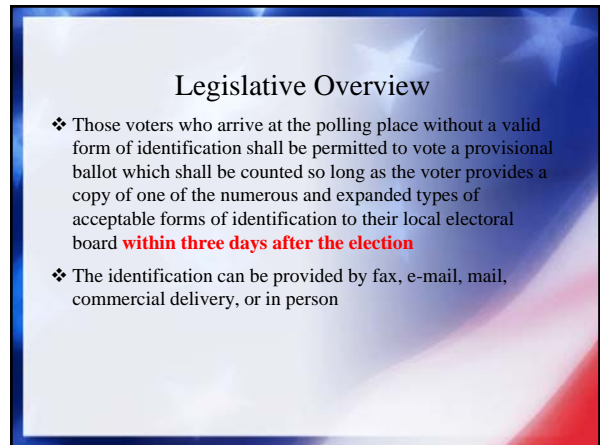 Legislative Overview
❖ Those voters who arrive at the polling place without a valid
form of identification shall be permitted to vote a provisional
ballot which shall be counted so long as the voter provides a
copy of one of the numerous and expanded types of
acceptable forms of identification to their local electoral
board within three days after the election
❖ The identification can be provided by fax, e-mail, mail,
commercial delivery, or in person